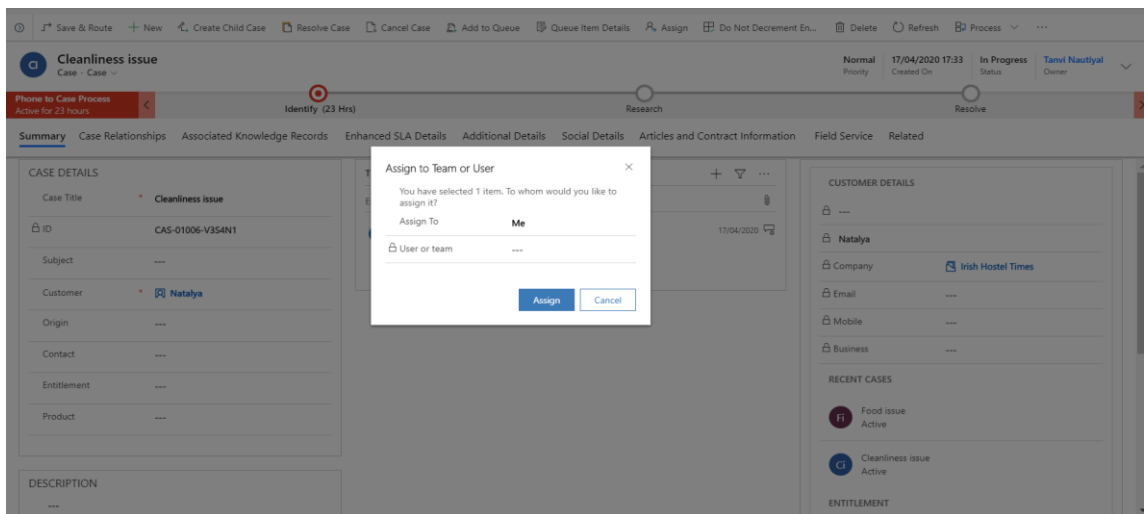 Save & Route New Create Child Case Resolve Case Cancel Case Add to Queue Queue Item Details Assign Do Not Decrement En... Delete Refresh Process ...
CI Cleanliness issue
Case · Case
Normal 17/04/2020 17:33 In Progress Tanvi Nautiyal
Priority Created On Status Owner
Phone to Case Process
Active for 23 hours
Identify (23 Hrs) Research Resolve
Summary Case Relationships Associated Knowledge Records Enhanced SLA Details Additional Details Social Details Articles and Contract Information Field Service Related
CASE DETAILS
Case Title * Cleanliness issue
ID CAS-01006-V3S4N1
Subject ---
Customer * Natalya
Origin ---
Contact ---
Entitlement ---
Product ---
DESCRIPTION
---
Assign to Team or User
You have selected 1 item. To whom would you like to
assign it?
Assign To Me
User or team ---
Assign Cancel
17/04/2020
CUSTOMER DETAILS
---
Natalya
Company Irish Hostel Times
Email ---
Mobile ---
Business ---
RECENT CASES
Fi Food issue
Active
Ci Cleanliness issue
Active
ENTITLEMENT